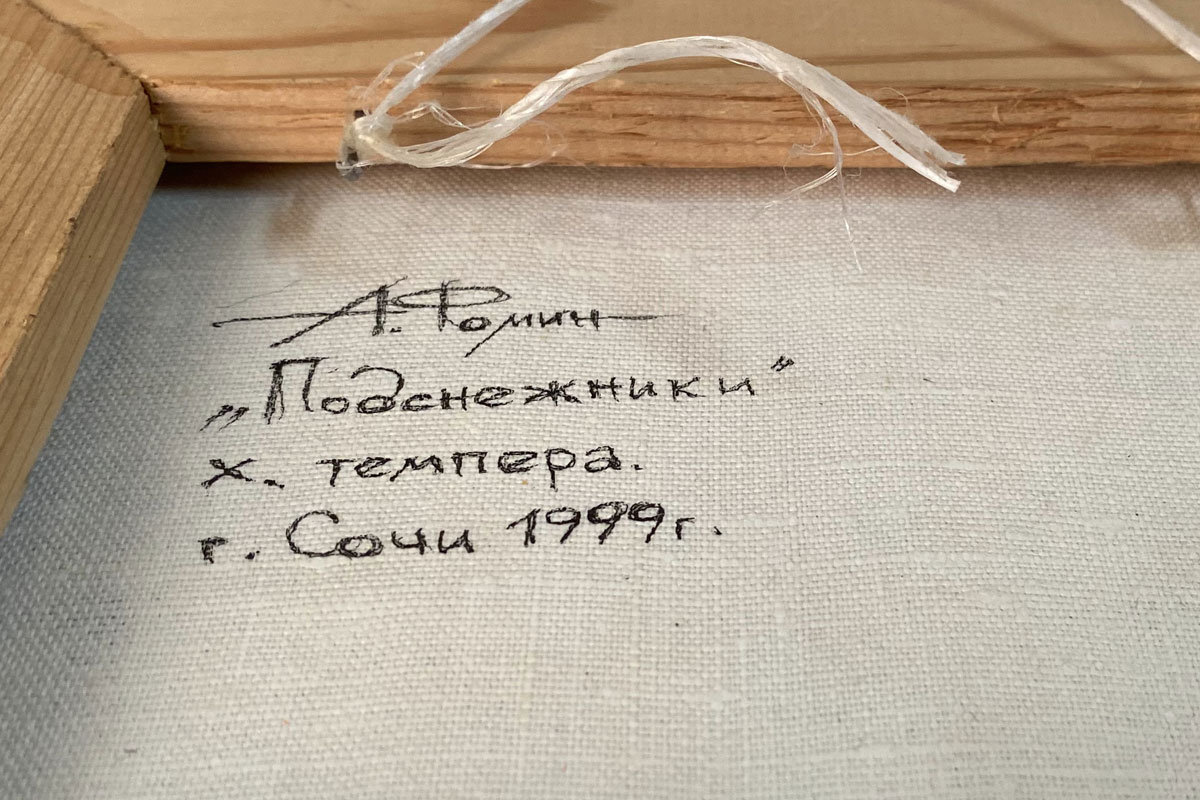 А. Фомин
„Подснежники"
х. темпера.
г. Сочи 1999г.